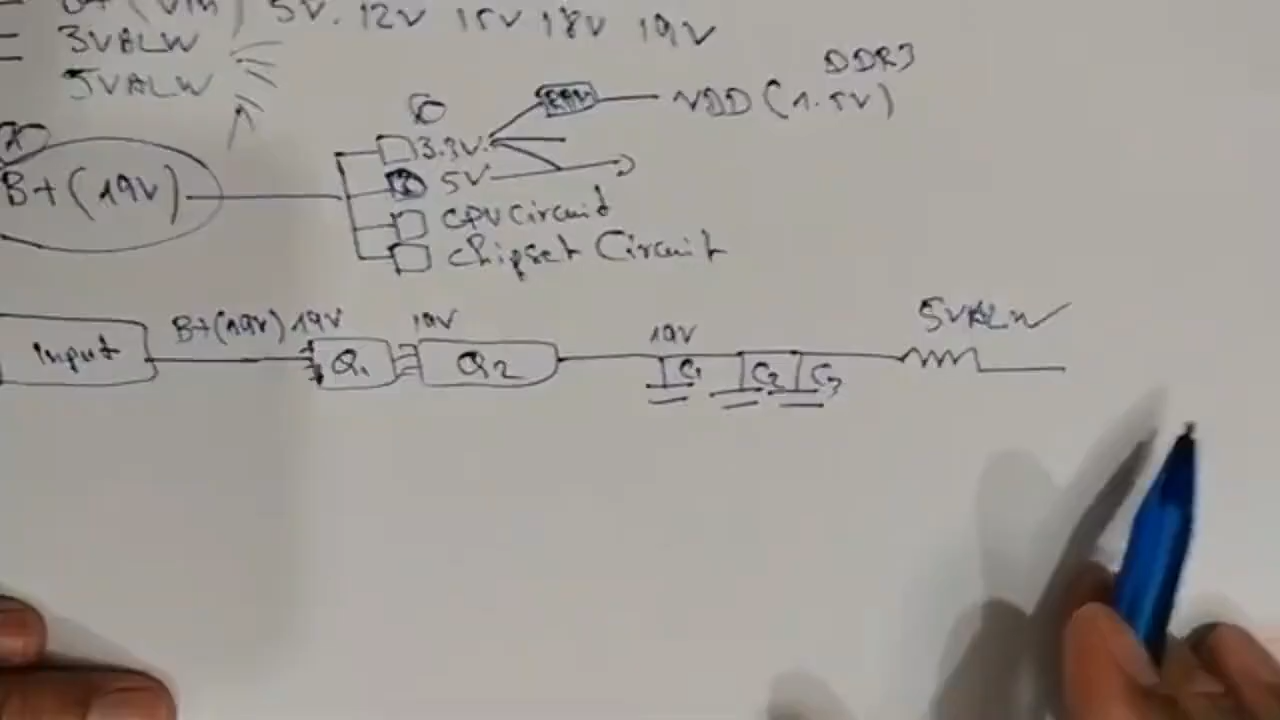 B+ (VIN) 5V. 12V 15V 18V 19V
3VALW
5VALW
DDR3
VDD (1.5V)
3.3V
B+(19V)
5V
CPU Circuit
chipset Circuit
5VALW
B+(19V) 19V 19V 19V
Input Q1 Q2 C1 C2 C3